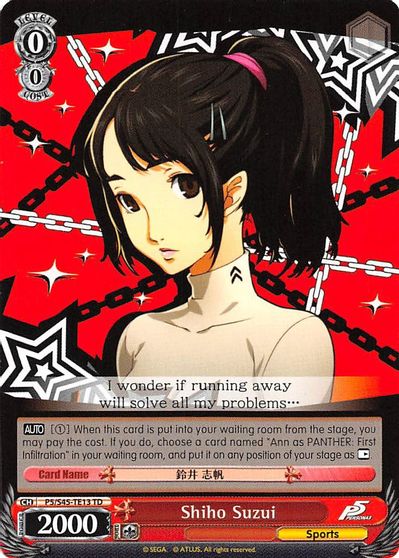 LEVEL
0
0
COST
I wonder if running away
will solve all my problems…
AUTO [①] When this card is put into your waiting room from the stage, you
may pay the cost. If you do, choose a card named "Ann as PANTHER: First
Infiltration" in your waiting room, and put it on any position of your stage as
Card Name 鈴井 志帆
CH P5/S45-TE13 TD
P5 PERSONA5
2000 Shiho Suzui
Sports
© SEGA. © ATLUS. All rights reserved.